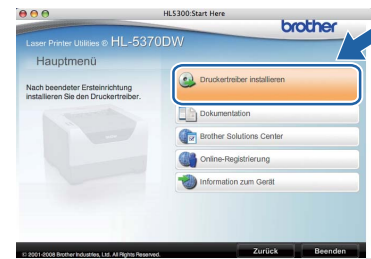 HL5300:Start Here
brother
Laser Printer Utilities ® HL-5370DW
Hauptmenü
Nach beendeter Ersteinrichtung
installieren Sie den Druckertreiber.
Druckertreiber installieren
Dokumentation
Brother Solutions Center
Online-Registrierung
Information zum Gerät
© 2001-2008 Brother Industries, Ltd. All Rights Reserved.
Zurück
Beenden